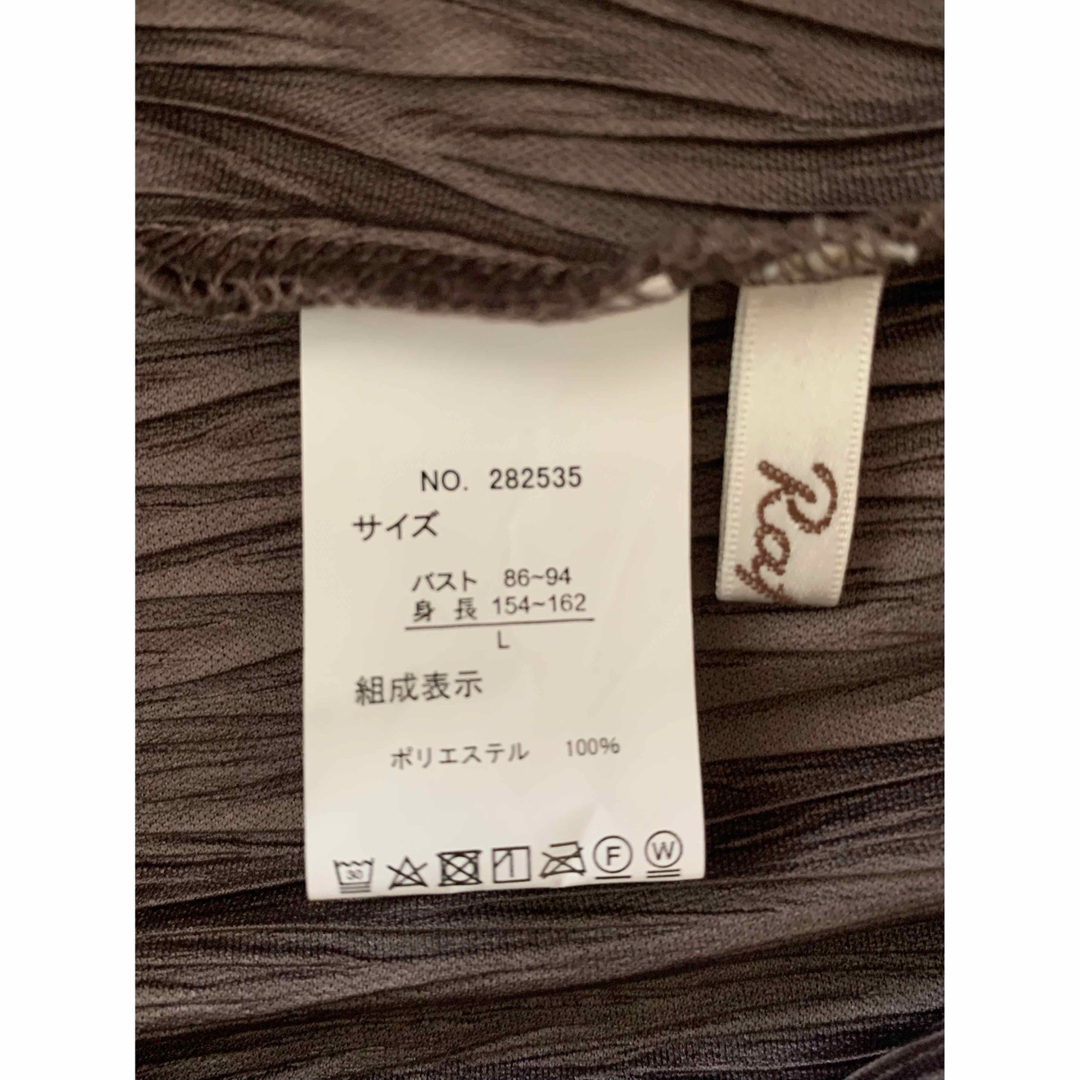 NO. 282535
サイズ
バスト 86~94
身 長 154~162
L
組成表示
ポリエステル 100%
30
F
W